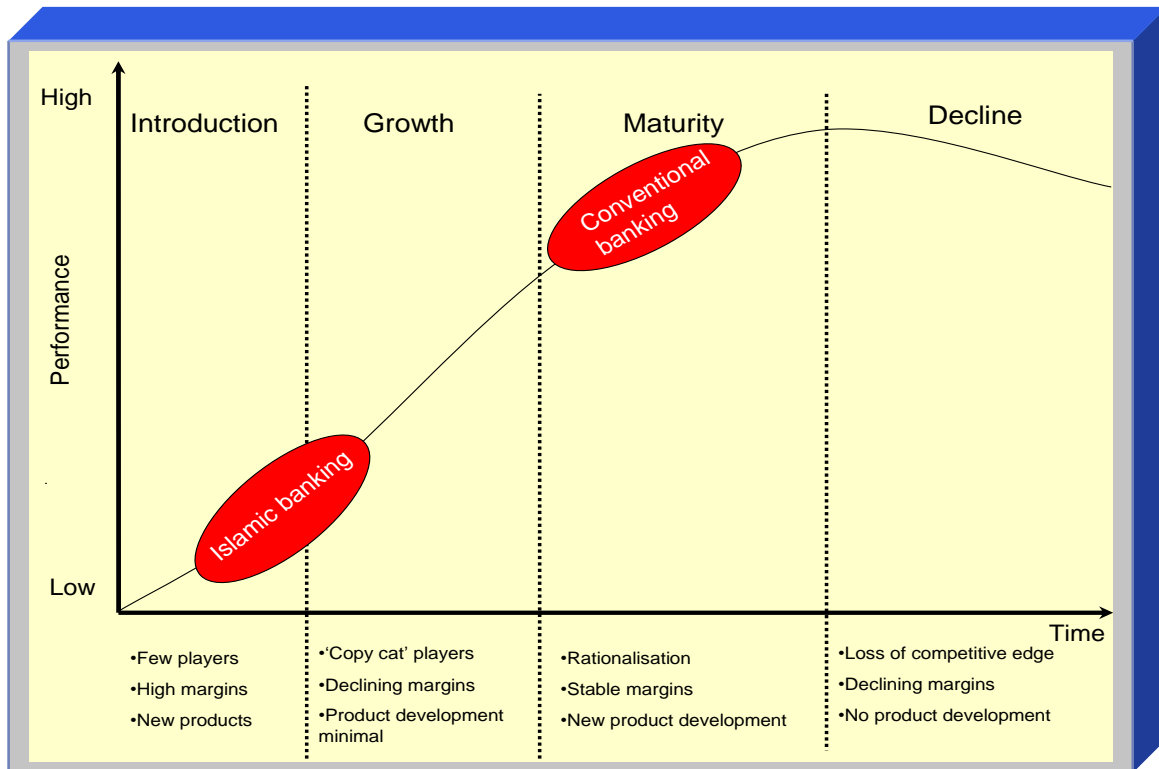 High
Introduction
Growth
Maturity
Decline
Conventional
banking
Performance
Islamic banking
Low
Time
•Few players
•High margins
•New products
•‘Copy cat’ players
•Declining margins
•Product development
minimal
•Rationalisation
•Stable margins
•New product development
•Loss of competitive edge
•Declining margins
•No product development